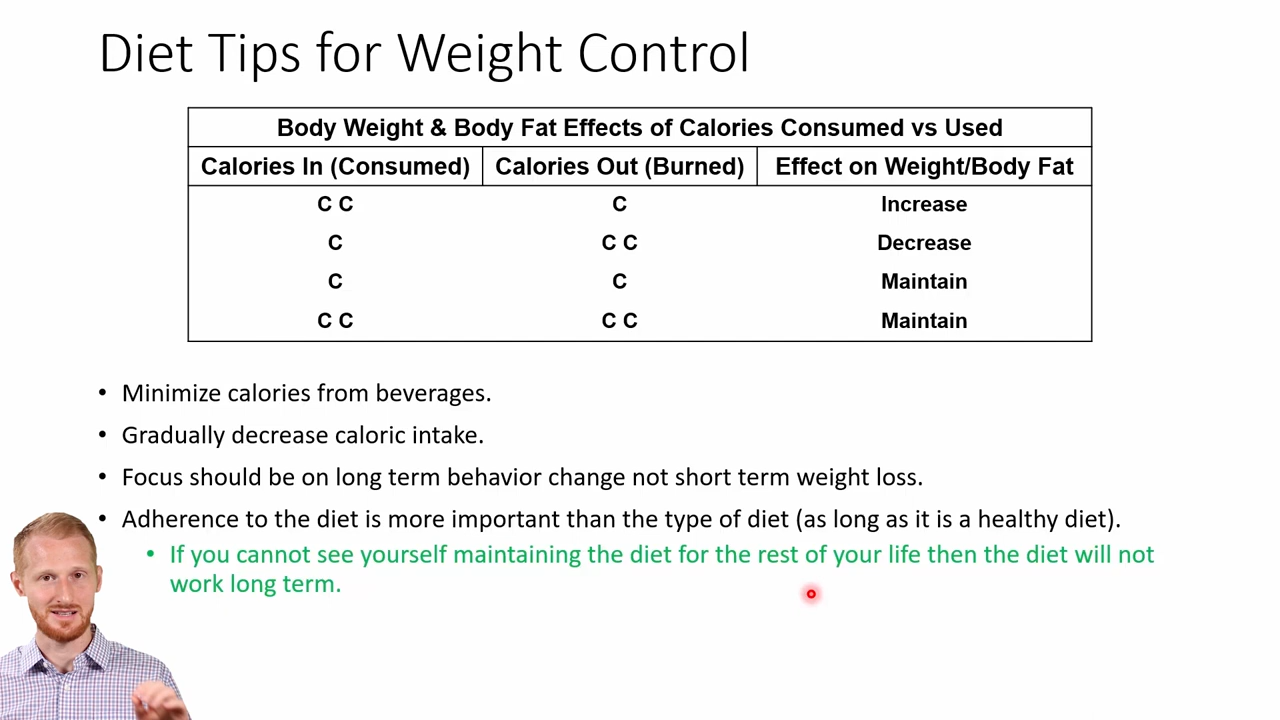 Diet Tips for Weight Control
Body Weight & Body Fat Effects of Calories Consumed vs Used
Calories In (Consumed) Calories Out (Burned) Effect on Weight/Body Fat
C C C Increase
C C C Decrease
C C Maintain
C C C C Maintain
• Minimize calories from beverages.
• Gradually decrease caloric intake.
• Focus should be on long term behavior change not short term weight loss.
• Adherence to the diet is more important than the type of diet (as long as it is a healthy diet).
• If you cannot see yourself maintaining the diet for the rest of your life then the diet will not
work long term.